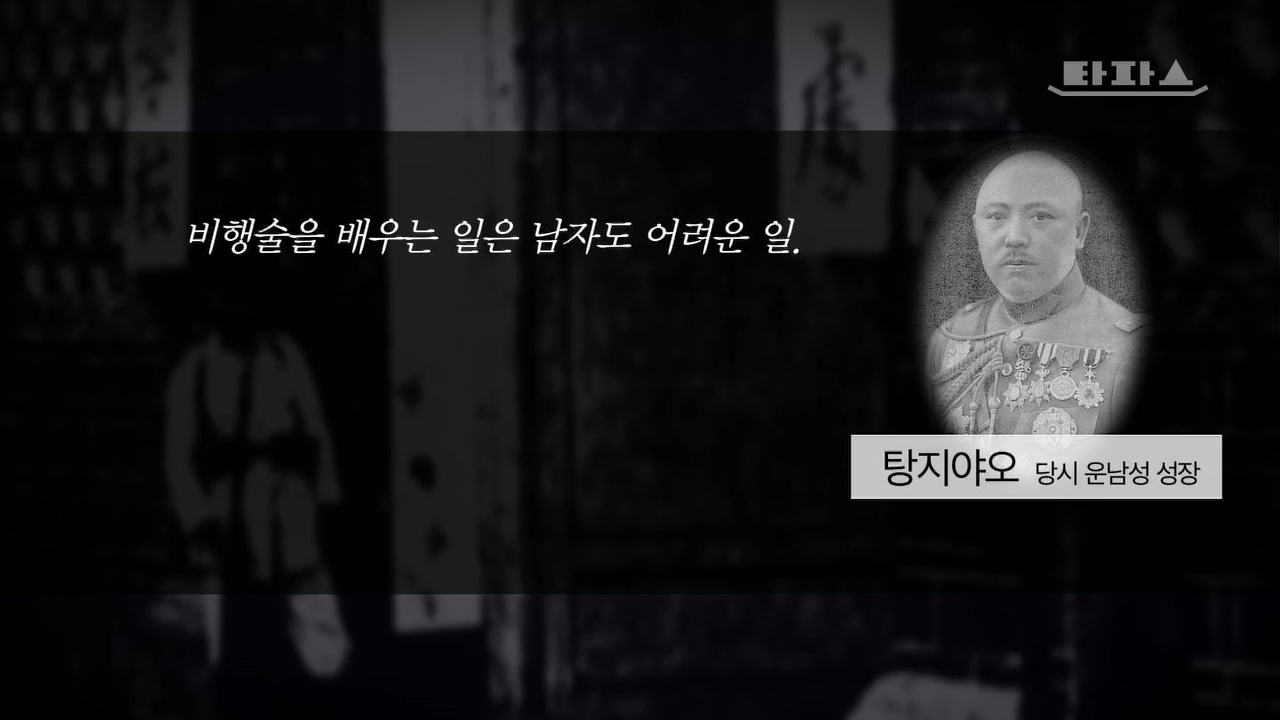 타파스
비행술을 배우는 일은 남자도 어려운 일.
탕지야오 당시 운남성 성장